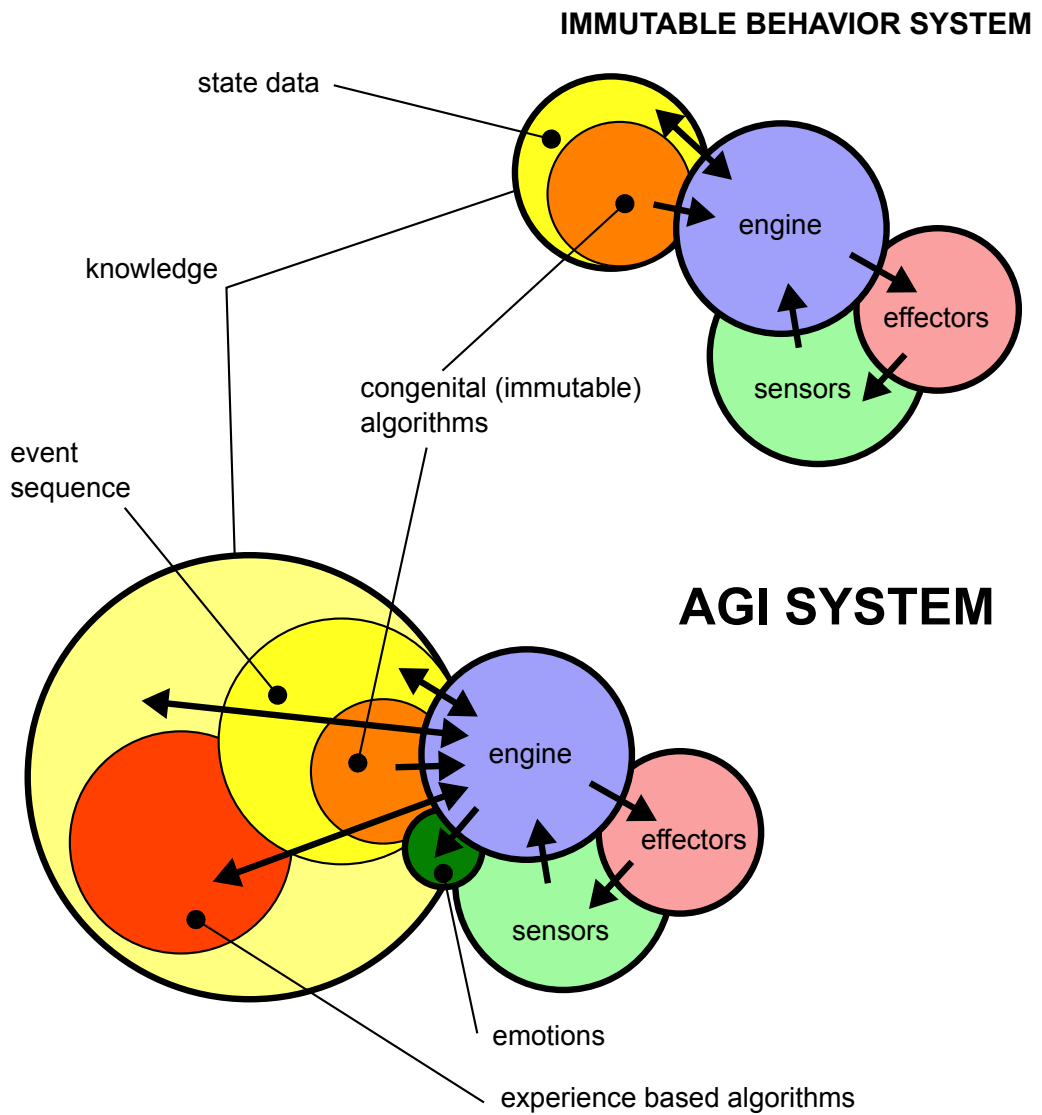 IMMUTABLE BEHAVIOR SYSTEM
state data
engine
knowledge
effectors
sensors
congenital (immutable)
algorithms
event
sequence
AGI SYSTEM
engine
effectors
sensors
emotions
experience based algorithms